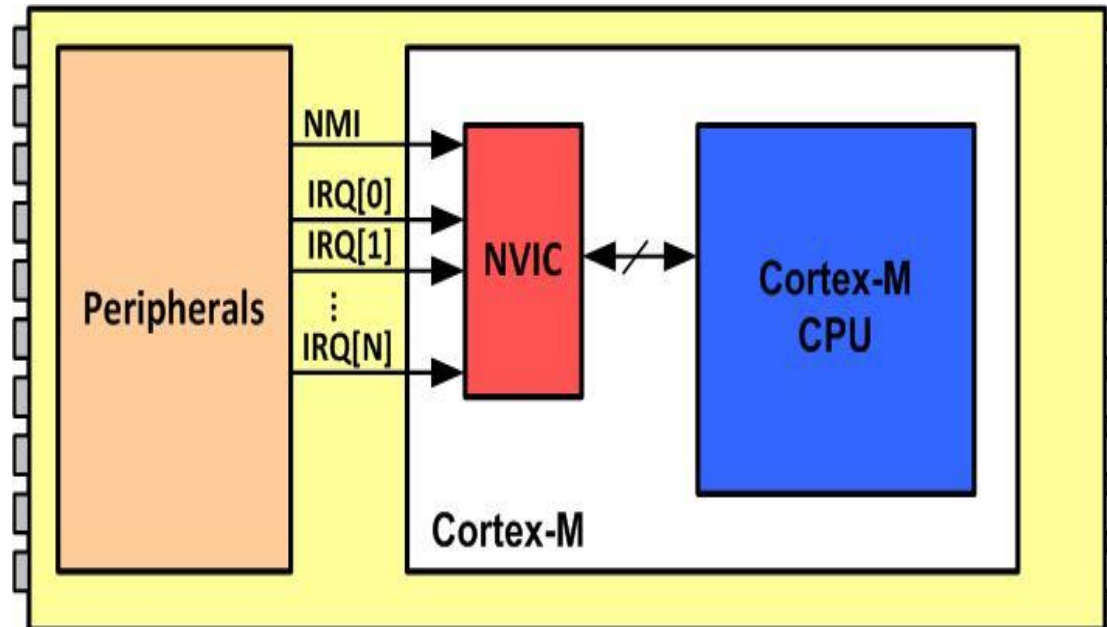 Peripherals
NMI
IRQ[0]
IRQ[1]
⋮
IRQ[N]
NVIC
Cortex-M
CPU
Cortex-M